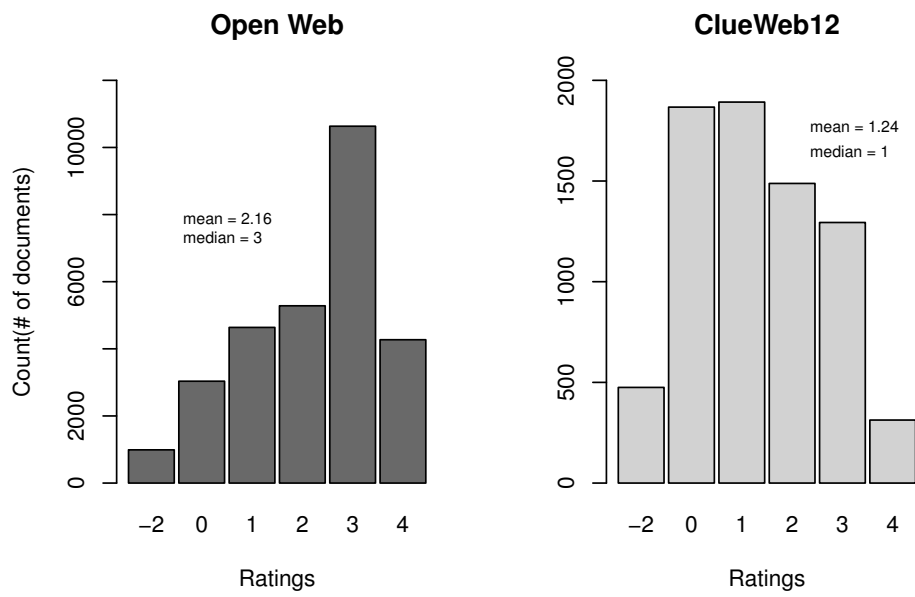 Open Web
Count(# of documents)
0
2000
6000
10000
mean = 2.16
median = 3
−2 0 1 2 3 4
Ratings
ClueWeb12
0
500
1000
1500
2000
mean = 1.24
median = 1
−2 0 1 2 3 4
Ratings